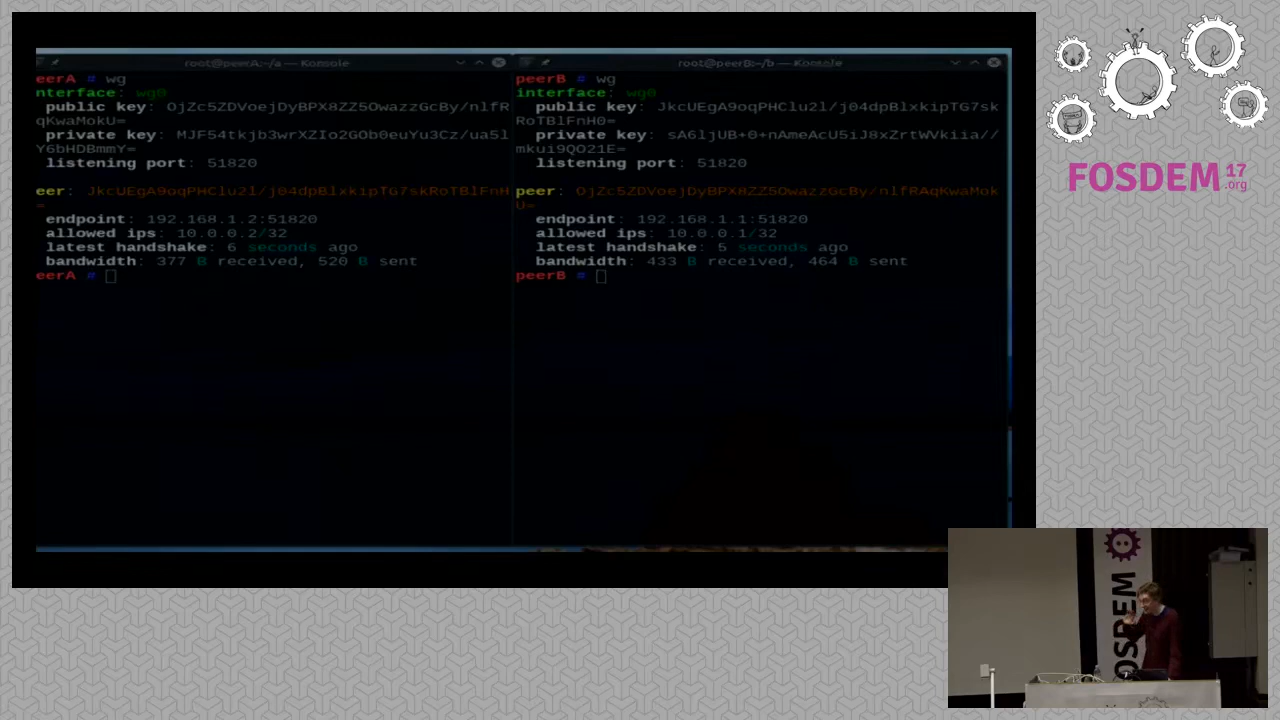 root@peerA:~/a — Konsole
eerA # wg
nterface: wg0
public key: OjZc5ZDVoejDyBPX8ZZ5OwazzGcBy/nlfR
qKwaMokU=
private key: MJF54tkjb3wrXZIo2GOb0euYu3Cz/ua5l
Y6bHDBmmY=
listening port: 51820
eer: JkcUEgA9oqPHClu2l/j04dpBlxkipTG7skRoTBlFnH
=
endpoint: 192.168.1.2:51820
allowed ips: 10.0.0.2/32
latest handshake: 6 seconds ago
bandwidth: 377 B received, 520 B sent
eerA #
root@peerB:~/b — Konsole
peerB # wg
interface: wg0
public key: JkcUEgA9oqPHClu2l/j04dpBlxkipTG7sk
RoTBlFnH0=
private key: sA6ljUB+0+nAmeAcU5iJ8xZrtWVkiia//
mkui9QO21E=
listening port: 51820
peer: OjZc5ZDVoejDyBPX8ZZ5OwazzGcBy/nlfRAqKwaMok
U=
endpoint: 192.168.1.1:51820
allowed ips: 10.0.0.1/32
latest handshake: 5 seconds ago
bandwidth: 433 B received, 464 B sent
peerB #
FOSDEM 17
.org
OSDEM